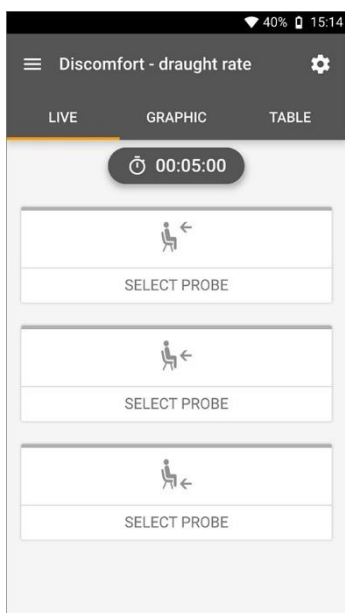 40% 15:14
Discomfort - draught rate
LIVE GRAPHIC TABLE
00:05:00
SELECT PROBE
SELECT PROBE
SELECT PROBE